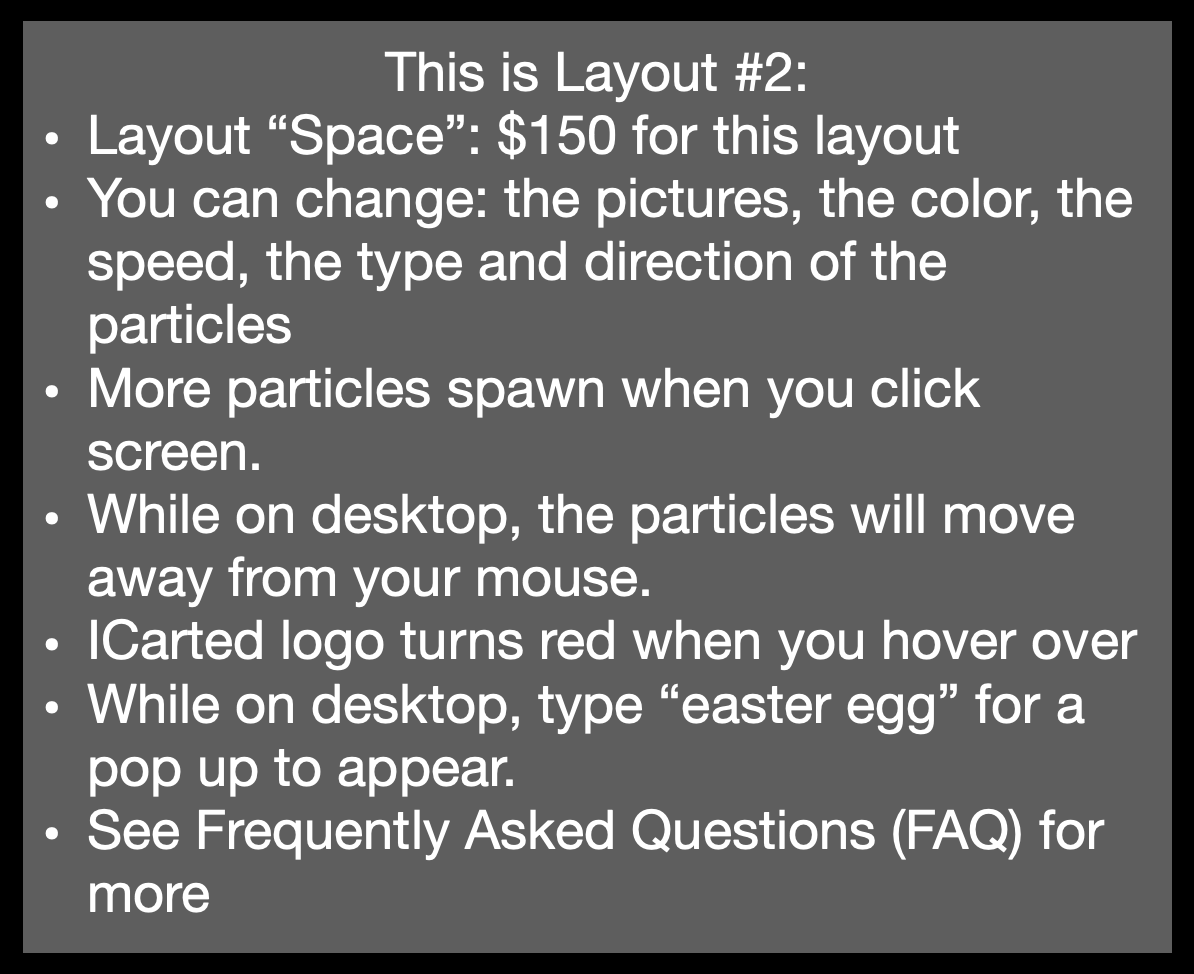 This is Layout #2:
• Layout “Space”: $150 for this layout
• You can change: the pictures, the color, the
speed, the type and direction of the
particles
• More particles spawn when you click
screen.
• While on desktop, the particles will move
away from your mouse.
• ICarted logo turns red when you hover over
• While on desktop, type “easter egg” for a
pop up to appear.
• See Frequently Asked Questions (FAQ) for
more